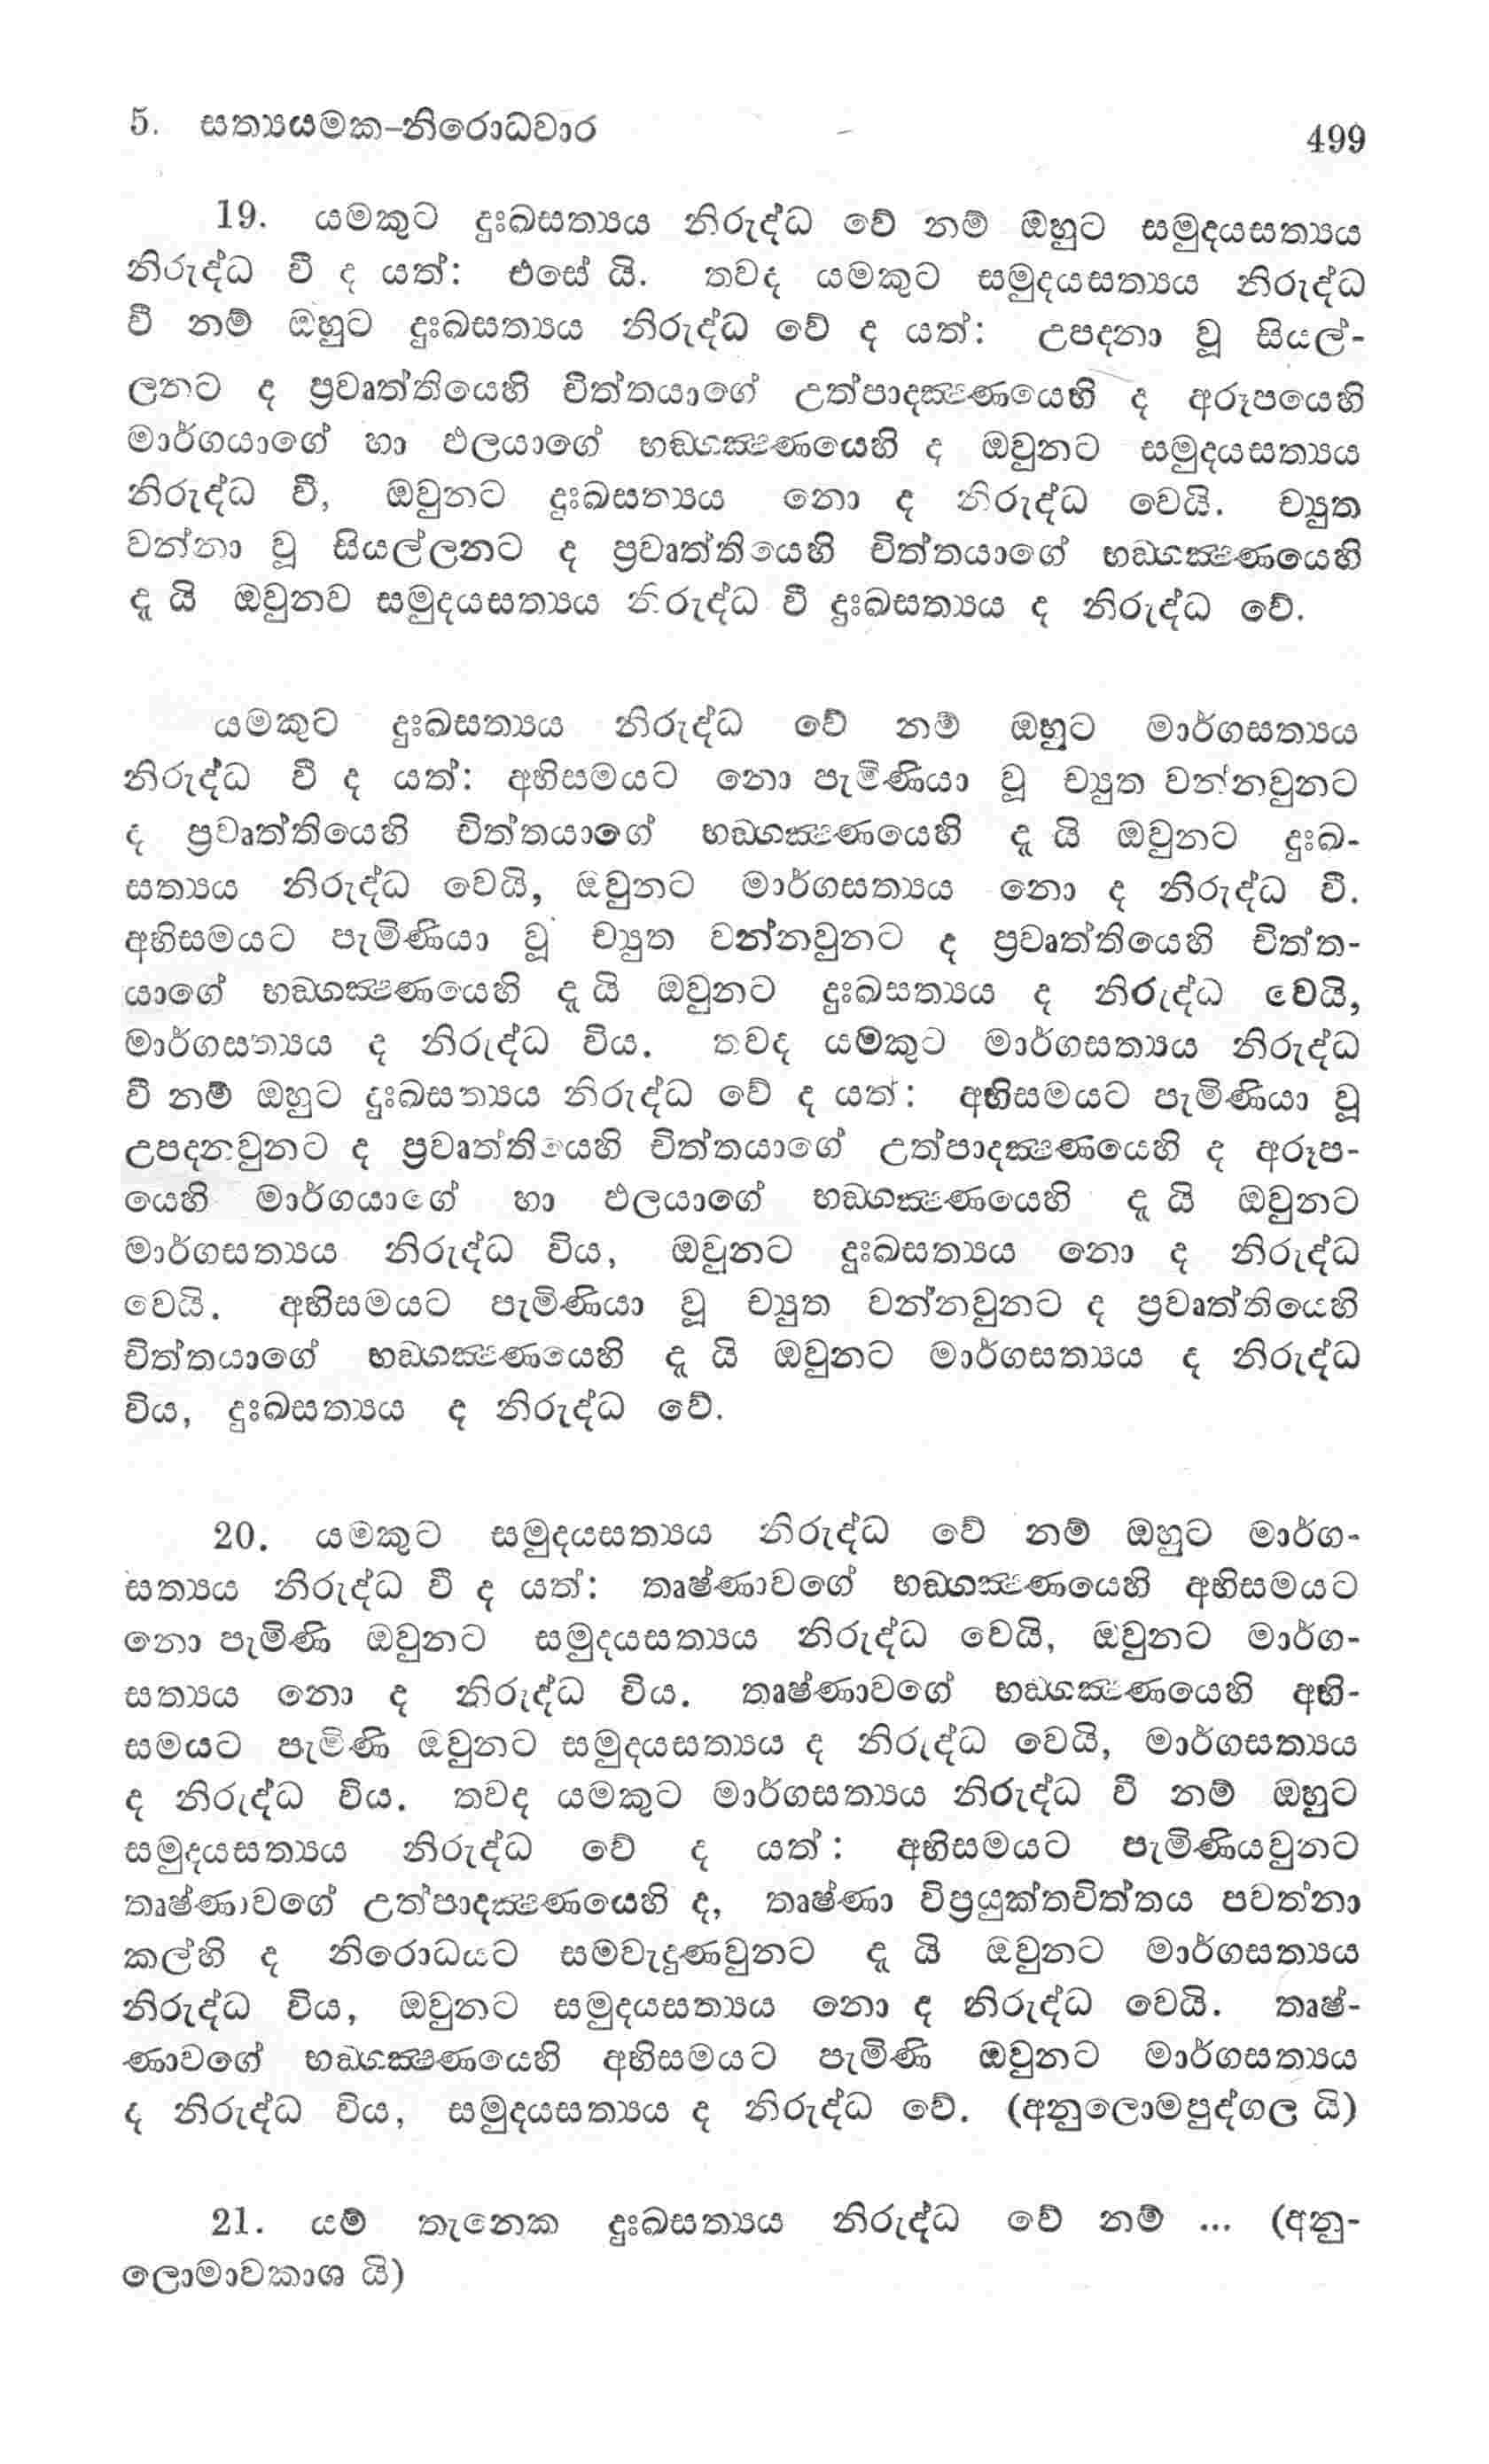 5. සත්‍යයමක-නිරොධවාර
499
19. යමකුට දුඃඛසත්‍යය නිරුද්ධ වේ නම් ඔහුට සමුදයසත්‍යය
නිරුද්ධ වී ද යත්: එසේ යි. තවද යමකුට සමුදයසත්‍යය නිරුද්ධ
වී නම් ඔහුට දුඃඛසත්‍යය නිරුද්ධ වේ ද යත්: උපදනා වූ සියල්-
ලනට ද ප්‍රවෘත්තියෙහි චිත්තයාගේ උත්පාදක්‍ෂණයෙහි ද අරූපයෙහි
මාර්ගයාගේ හා ඵලයාගේ භඞ්ගක්‍ෂණයෙහි ද ඔවුනට සමුදයසත්‍යය
නිරුද්ධ වී, ඔවුනට දුඃඛසත්‍යය නො ද නිරුද්ධ වෙයි. ච්‍යුත
වන්නා වූ සියල්ලනට ද ප්‍රවෘත්තියෙහි චිත්තයාගේ භඞ්ගක්‍ෂණයෙහි
දූ යි ඔවුනව සමුදයසත්‍යය නිරුද්ධ වී දුඃඛසත්‍යය ද නිරුද්ධ වේ.
යමකුට දුඃඛසත්‍යය නිරුද්ධ වේ නම් ඔහුට මාර්ගසත්‍යය
නිරුද්ධ වී ද යත්: අභිසමයට නො පැමිණියා වූ ච්‍යුත වන්නවුනට
ද ප්‍රවෘත්තියෙහි චිත්තයාගේ භඞ්ගක්‍ෂණයෙහි දූ යි ඔවුනට දුඃඛ-
සත්‍යය නිරුද්ධ වෙයි, ඔවුනට මාර්ගසත්‍යය නො ද නිරුද්ධ වී.
අභිසමයට පැමිණියා වූ ච්‍යුත වන්නවුනට ද ප්‍රවෘත්තියෙහි චිත්ත-
යාගේ භඞ්ගක්‍ෂණයෙහි දූ යි ඔවුනට දුඃඛසත්‍යය ද නිරුද්ධ වෙයි,
මාර්ගසත්‍යය ද නිරුද්ධ විය. තවද යමකුට මාර්ගසත්‍යය නිරුද්ධ
වී නම් ඔහුට දුඃඛසත්‍යය නිරුද්ධ වේ ද යත්: අභිසමයට පැමිණියා වූ
උපදනවුනට ද ප්‍රවෘත්තියෙහි චිත්තයාගේ උත්පාදක්‍ෂණයෙහි ද අරූප-
යෙහි මාර්ගයාගේ හා ඵලයාගේ භඞ්ගක්‍ෂණයෙහි දූ යි ඔවුනට
මාර්ගසත්‍යය නිරුද්ධ විය, ඔවුනට දුඃඛසත්‍යය නො ද නිරුද්ධ
වෙයි. අභිසමයට පැමිණියා වූ ච්‍යුත වන්නවුනට ද ප්‍රවෘත්තියෙහි
චිත්තයාගේ භඞ්ගක්‍ෂණයෙහි දූ යි ඔවුනට මාර්ගසත්‍යය ද නිරුද්ධ
විය, දුඃඛසත්‍යය ද නිරුද්ධ වේ.
20. යමකුට සමුදයසත්‍යය නිරුද්ධ වේ නම් ඔහුට මාර්ග-
සත්‍යය නිරුද්ධ වී ද යත්: තෘෂ්ණාවගේ භඞ්ගක්‍ෂණයෙහි අභිසමයට
නො පැමිණි ඔවුනට සමුදයසත්‍යය නිරුද්ධ වෙයි, ඔවුනට මාර්ග-
සත්‍යය නො ද නිරුද්ධ විය. තෘෂ්ණාවගේ භඞ්ගක්‍ෂණයෙහි අභි-
සමයට පැමිණි ඔවුනට සමුදයසත්‍යය ද නිරුද්ධ වෙයි, මාර්ගසත්‍යය
ද නිරුද්ධ විය. තවද යමකුට මාර්ගසත්‍යය නිරුද්ධ වී නම් ඔහුට
සමුදයසත්‍යය නිරුද්ධ වේ ද යත්: අභිසමයට පැමිණියවුනට
තෘෂ්ණාවගේ උත්පාදක්‍ෂණයෙහි ද, තෘෂ්ණා විප්‍රයුක්තචිත්තය පවත්නා
කල්හි ද නිරොධයට සමවැදුණවුනට දූ යි ඔවුනට මාර්ගසත්‍යය
නිරුද්ධ විය, ඔවුනට සමුදයසත්‍යය නො ද නිරුද්ධ වෙයි. තෘෂ්-
ණාවගේ භඞ්ගක්‍ෂණයෙහි අභිසමයට පැමිණි ඔවුනට මාර්ගසත්‍යය
ද නිරුද්ධ විය, සමුදයසත්‍යය ද නිරුද්ධ වේ. (අනුලොමපුද්ගල යි)
21. යම් තැනෙක දුඃඛසත්‍යය නිරුද්ධ වේ නම් ... (අනු-
ලොමාවකාශ යි)